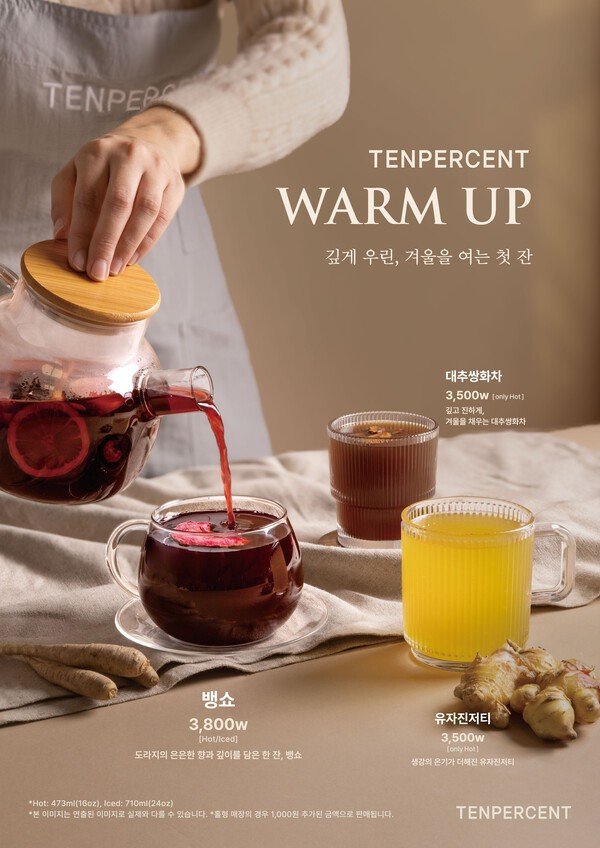 TENPERCENT
TENPERCENT
WARM UP
깊게 우린, 겨울을 여는 첫 잔
대추쌍화차
3,500w [only Hot]
깊고 진하게,
겨울을 채우는 대추쌍화차
뱅쇼
3,800w
[Hot/Iced]
도라지의 은은한 향과 깊이를 담은 한 잔, 뱅쇼
유자진저티
3,500w
[only Hot]
생강의 온기가 더해진 유자진저티
*Hot: 473ml(16oz), Iced: 710ml(24oz)
*본 이미지는 연출된 이미지로 실제와 다를 수 있습니다. *홀형 매장의 경우 1,000원 추가된 금액으로 판매됩니다.
TENPERCENT